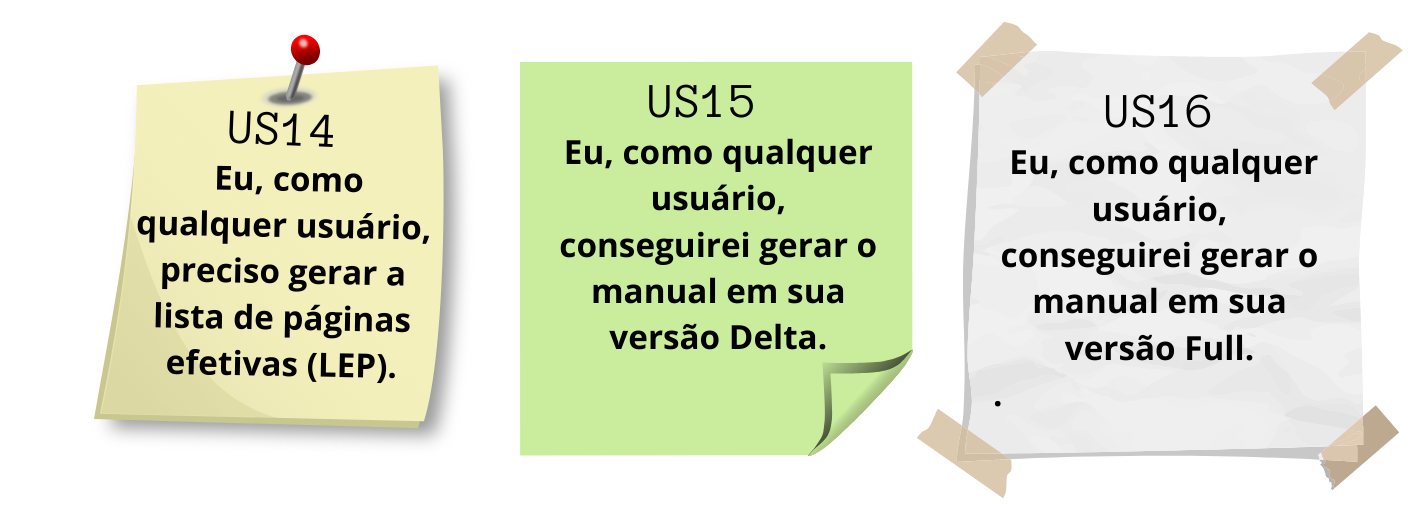 US14
Eu, como
qualquer usuário,
preciso gerar a
lista de páginas
efetivas (LEP).
US15
Eu, como qualquer
usuário,
conseguirei gerar o
manual em sua
versão Delta.
US16
Eu, como qualquer
usuário,
conseguirei gerar o
manual em sua
versão Full.
.